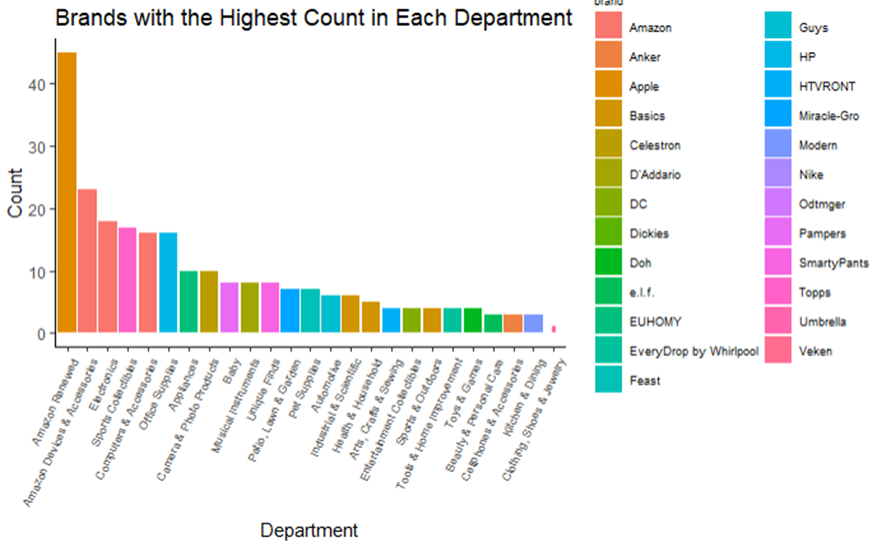 Brands with the Highest Count in Each Department
brand
Amazon
Anker
Apple
Basics
Celestron
D'Addario
DC
Dickies
Doh
e.l.f.
EUHOMY
EveryDrop by Whirlpool
Feast
Guys
HP
HTVRONT
Miracle-Gro
Modern
Nike
Odtmger
Pampers
SmartyPants
Topps
Umbrella
Veken
Count
40
30
20
10
0
Amazon Renewed
Amazon Devices & Accessories
Electronics
Sports Collectibles
Computers & Accessories
Office Supplies
Appliances
Camera & Photo Products
Baby
Musical Instruments
Unique Finds
Patio, Lawn & Garden
Pet Supplies
Automotive
Industrial & Scientific
Health & Household
Arts, Crafts & Sewing
Entertainment Collectibles
Sports & Outdoors
Tools & Home Improvement
Toys & Games
Beauty & Personal Care
Cell Phones & Accessories
Kitchen & Dining
Clothing, Shoes & Jewelry
Department